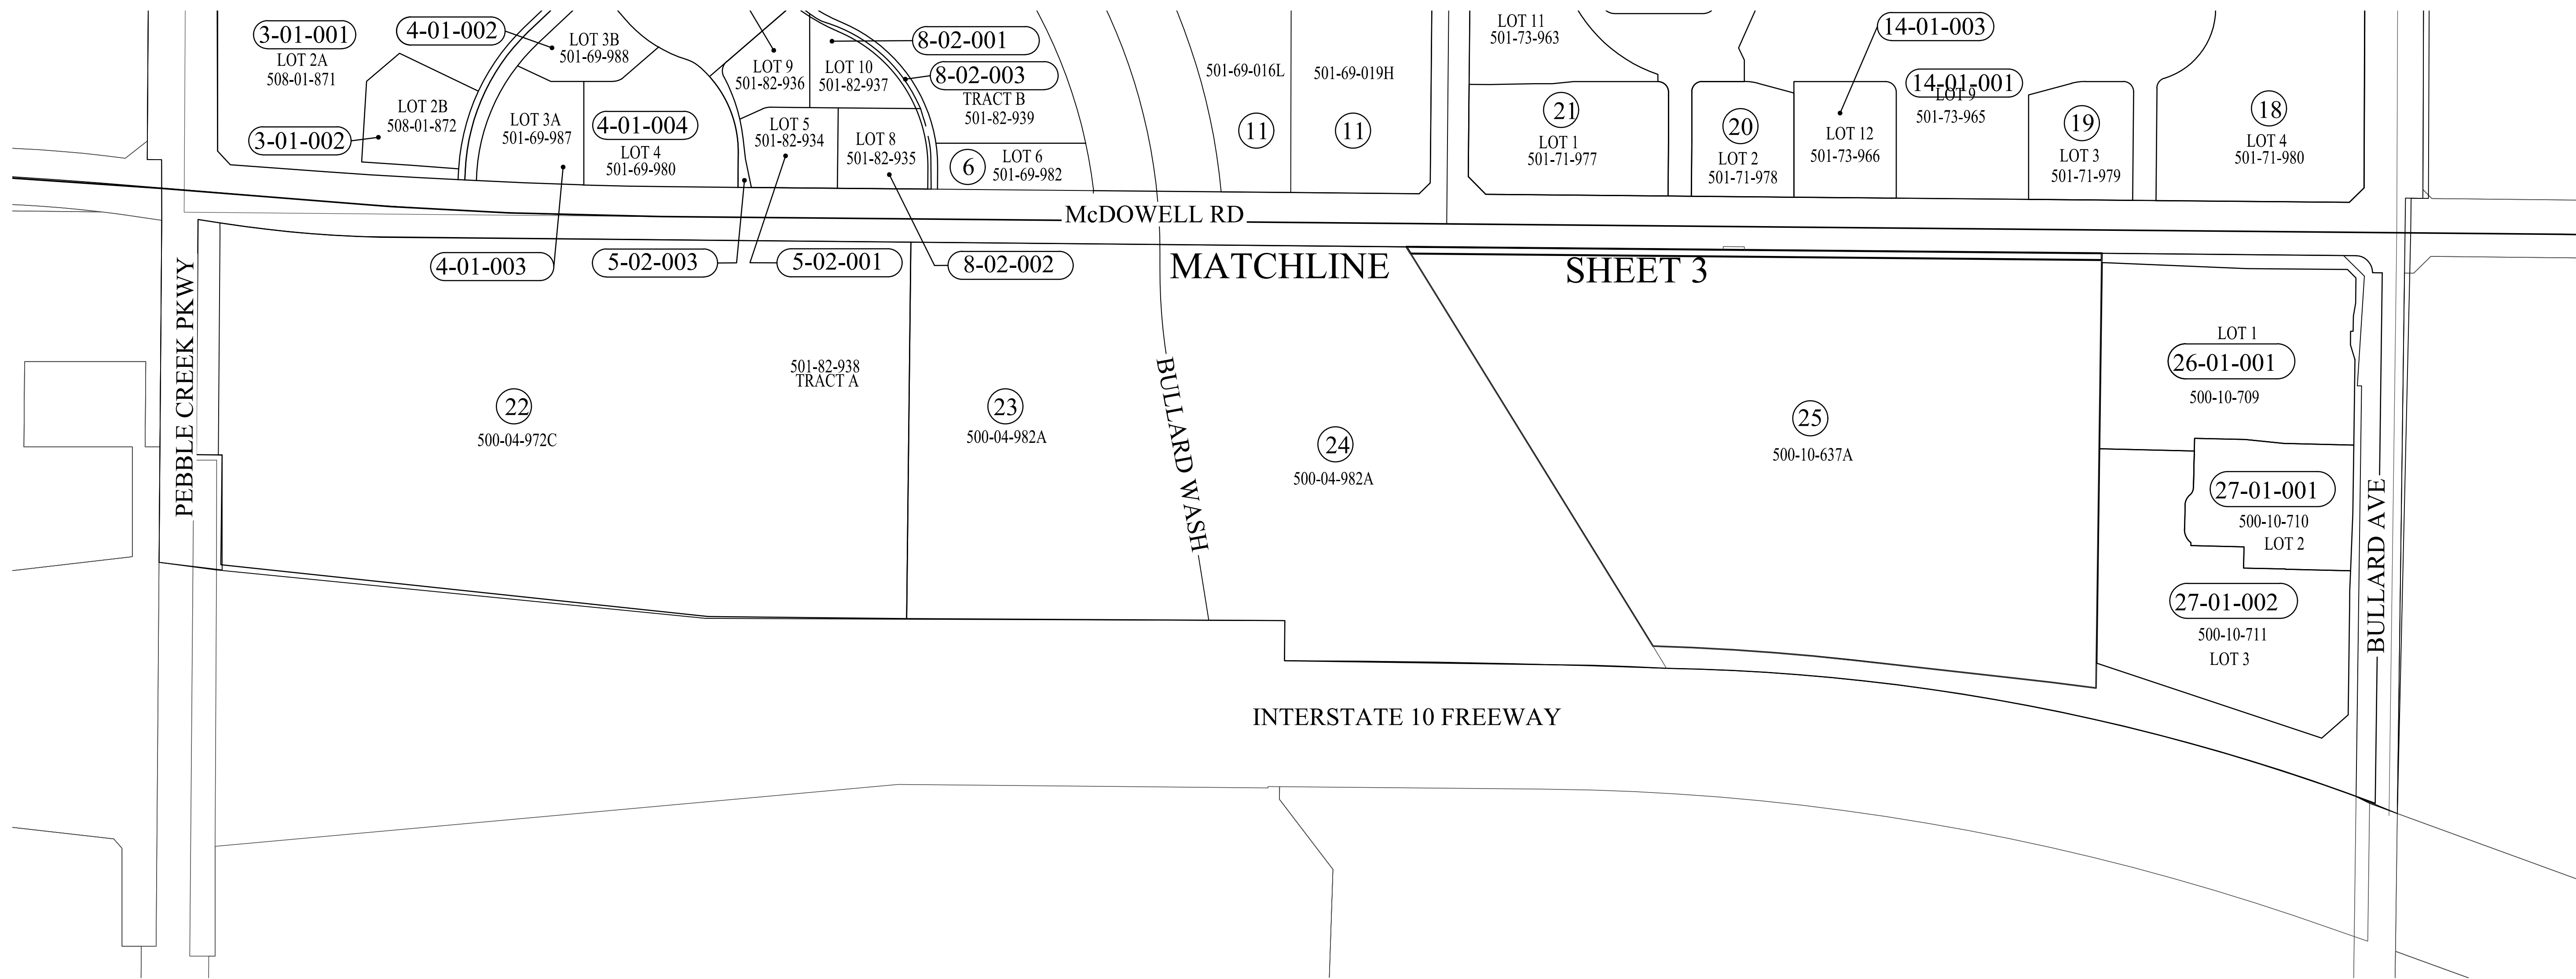 3-01-001
LOT 2A
508-01-871
4-01-002
LOT 3B
501-69-988
LOT 2B
508-01-872
3-01-002
LOT 3A
501-69-987
4-01-004
LOT 4
501-69-980
LOT 9
501-82-936
LOT 10
501-82-937
8-02-001
8-02-003
TRACT B
501-82-939
LOT 5
501-82-934
LOT 8
501-82-935
6
LOT 6
501-69-982
501-69-016L
11
501-69-019H
11
LOT 11
501-73-963
21
LOT 1
501-71-977
20
LOT 2
501-71-978
14-01-003
LOT 12
501-73-966
14-01-001
LOT 9
501-73-965
19
LOT 3
501-71-979
18
LOT 4
501-71-980
McDOWELL RD
4-01-003
5-02-003
5-02-001
8-02-002
MATCHLINE SHEET 3
PEBBLE CREEK PKWY
22
500-04-972C
501-82-938
TRACT A
23
500-04-982A
BULLARD WASH
24
500-04-982A
25
500-10-637A
LOT 1
26-01-001
500-10-709
27-01-001
500-10-710
LOT 2
27-01-002
500-10-711
LOT 3
BULLARD AVE
INTERSTATE 10 FREEWAY